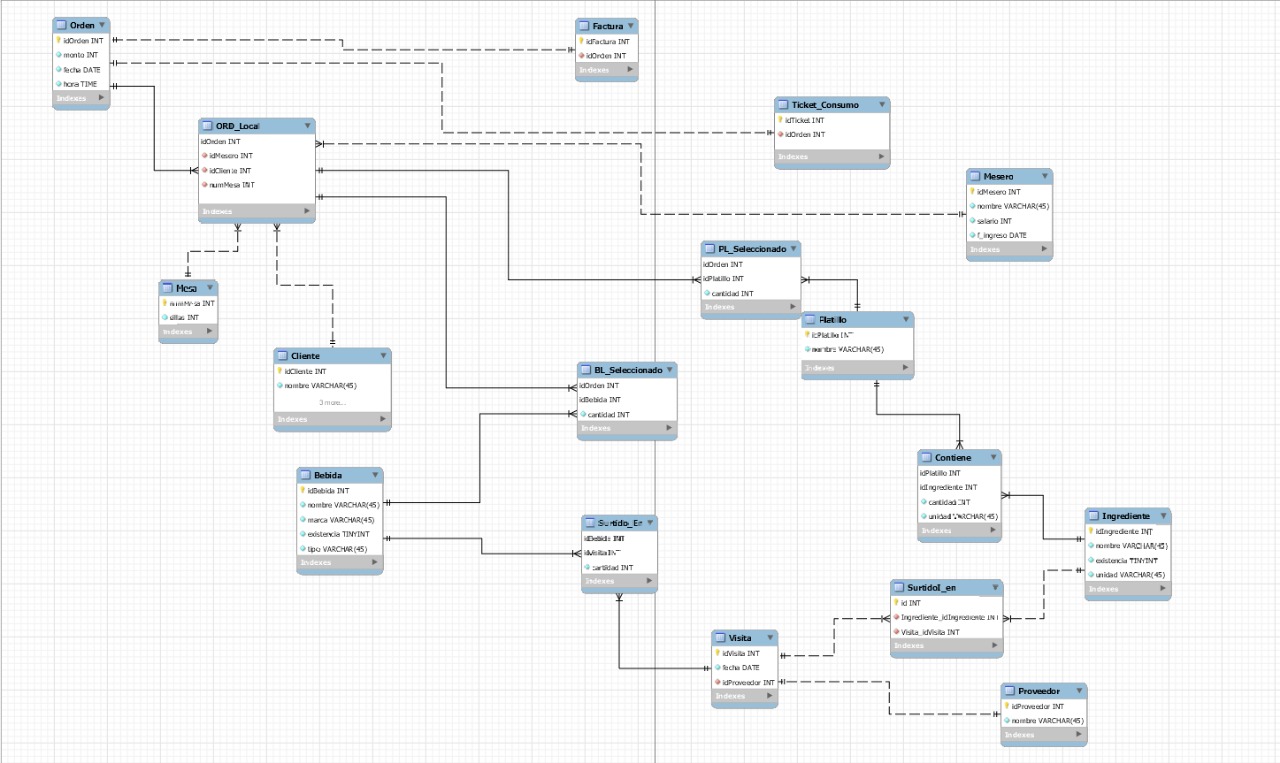 Orden
idOrden INT
monto INT
fecha DATE
hora TIME
Indexes
Factura
idFactura INT
idOrden INT
Indexes
Ticket_Consumo
idTicket INT
idOrden INT
Indexes
ORD_Local
idOrden INT
idMesero INT
idCliente INT
numMesa INT
Indexes
Mesero
idMesero INT
nombre VARCHAR(45)
salario INT
f_ingreso DATE
Indexes
PL_Seleccionado
idOrden INT
idPlatillo INT
cantidad INT
Indexes
Mesa
numMesa INT
sillas INT
Indexes
Platillo
idPlatillo INT
nombre VARCHAR(45)
Indexes
Cliente
idCliente INT
nombre VARCHAR(45)
3 more...
Indexes
BL_Seleccionado
idOrden INT
idBebida INT
cantidad INT
Indexes
Contiene
idPlatillo INT
idIngrediente INT
cantidad INT
unidad VARCHAR(45)
Indexes
Bebida
idBebida INT
nombre VARCHAR(45)
marca VARCHAR(45)
existencia TINYINT
tipo VARCHAR(45)
Indexes
Surtido_En
idBebida INT
idVisita INT
cantidad INT
Indexes
Ingrediente
idIngrediente INT
nombre VARCHAR(45)
existencia TINYINT
unidad VARCHAR(45)
Indexes
SurtidoI_en
id INT
Ingrediente_idIngrediente INT
Visita_idVisita INT
Indexes
Visita
idVisita INT
fecha DATE
idProveedor INT
Indexes
Proveedor
idProveedor INT
nombre VARCHAR(45)
Indexes